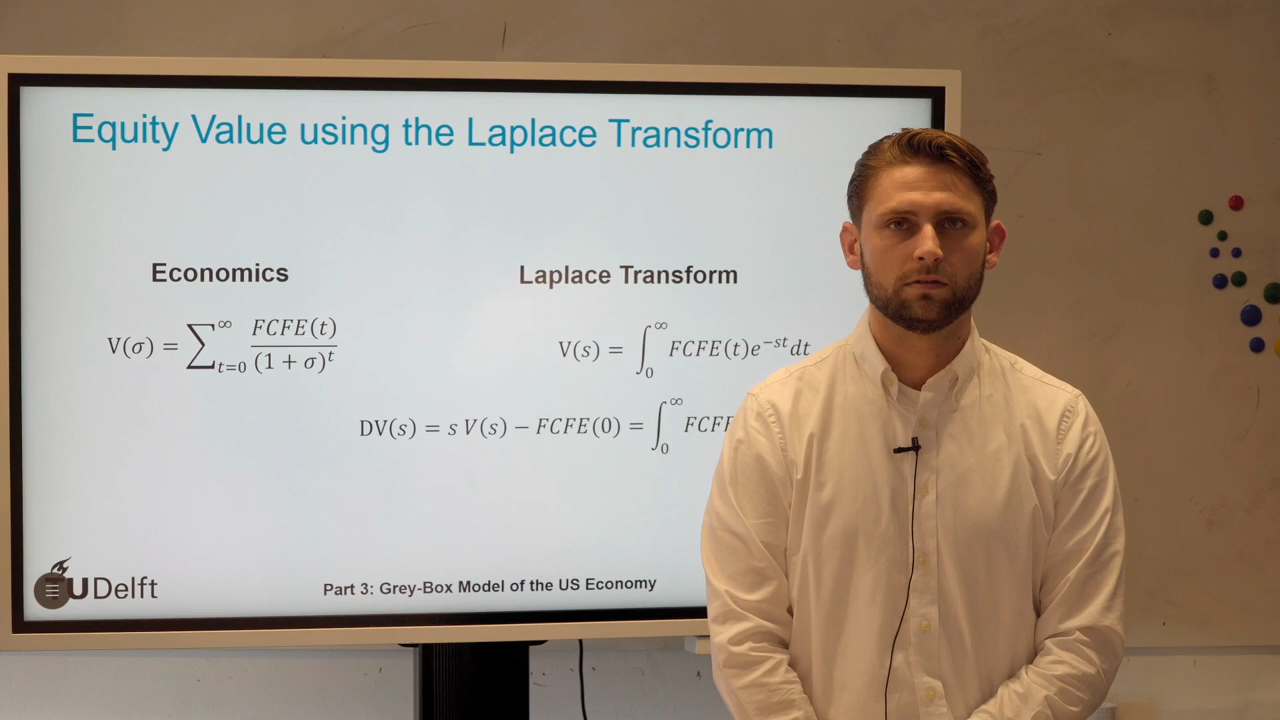 Equity Value using the Laplace Transform
Economics
Laplace Transform
V(σ) = ∑_{t=0}^{∞} FCFE(t) / (1 + σ)^t
V(s) = ∫_0^∞ FCFE(t)e^{-st}dt
DV(s) = s V(s) − FCFE(0) = ∫_0^∞
TUDelft
Part 3: Grey-Box Model of the US Economy